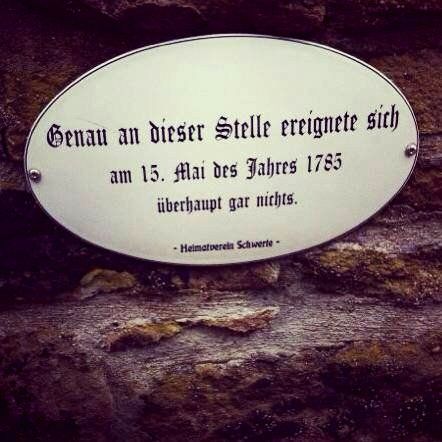 Genau an dieser Stelle ereignete sich
am 15. Mai des Jahres 1785
überhaupt gar nichts.
- Heimatverein Schwerte -